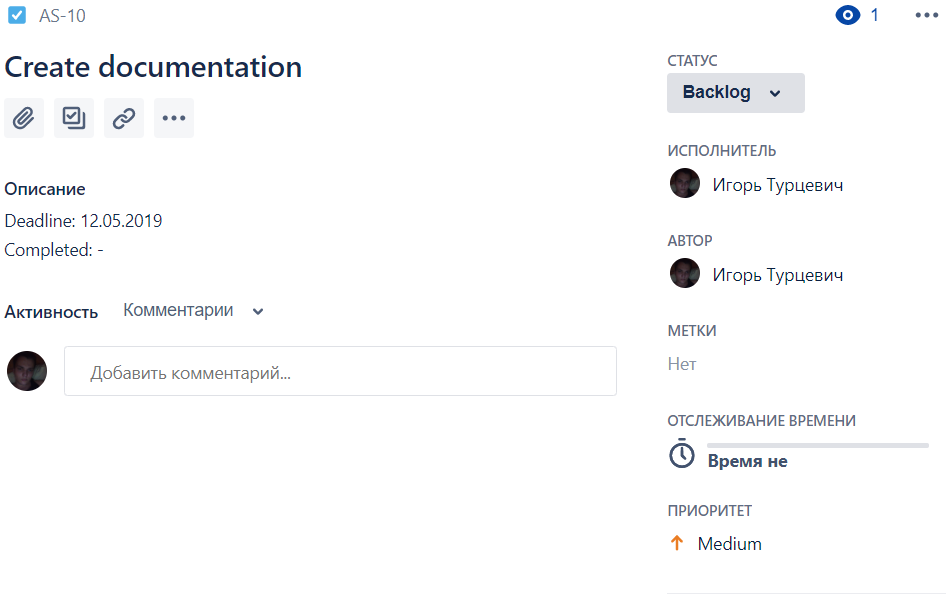 AS-10
1
Create documentation
Описание
Deadline: 12.05.2019
Completed: -
Активность Комментарии
Добавить комментарий...
СТАТУС
Backlog
ИСПОЛНИТЕЛЬ
Игорь Турцевич
АВТОР
Игорь Турцевич
МЕТКИ
Нет
ОТСЛЕЖИВАНИЕ ВРЕМЕНИ
Время не
ПРИОРИТЕТ
Medium